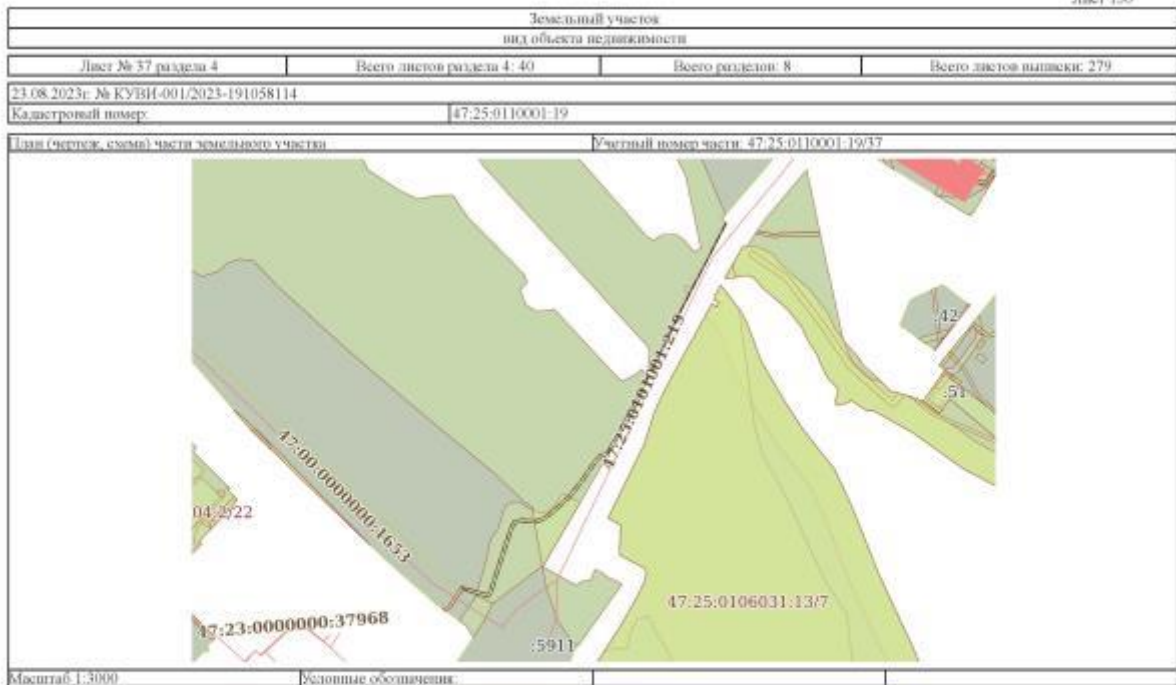 Земельный участок
вид объекта недвижимости
Лист № 37 раздела 4 Всего листов раздела 4: 40 Всего разделов: 8 Всего листов выписки: 279
23.08.2023г. № КУВИ-001/2023-191058114
Кадастровый номер: 47:25:0110001:19
План (чертеж, схема) части земельного участка Учетный номер части: 47:25:0110001:19/37
:42
47:25:0101001:219
:51
47:00:0000000:1653
04:2/22
47:25:0106031:13/7
47:23:0000000:37968
:5911
Масштаб 1:3000 Условные обозначения: